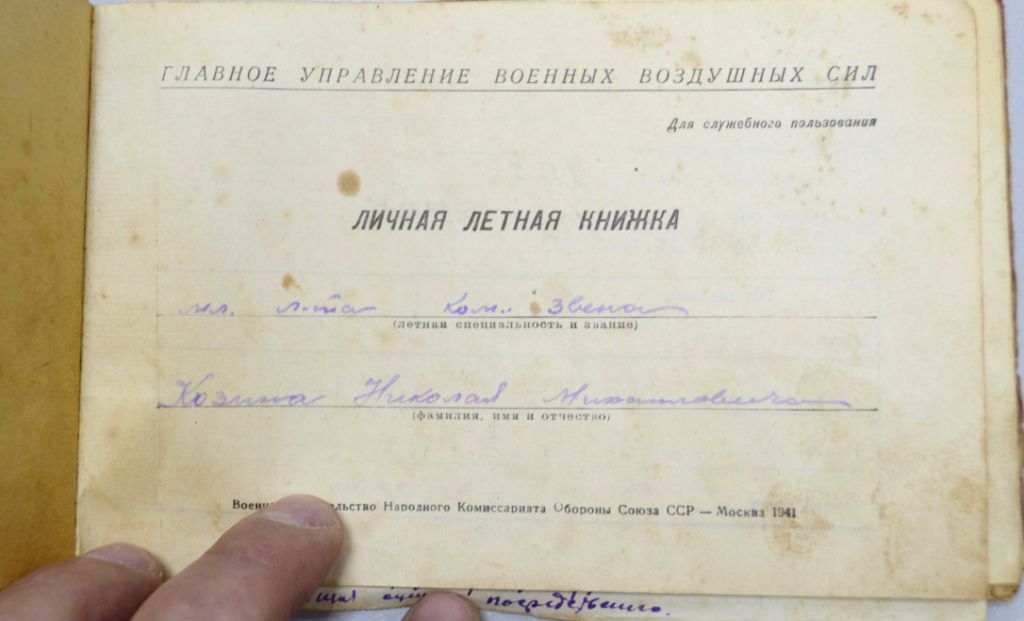 ГЛАВНОЕ УПРАВЛЕНИЕ ВОЕННЫХ ВОЗДУШНЫХ СИЛ
Для служебного пользования
ЛИЧНАЯ ЛЕТНАЯ КНИЖКА
мл. л-та ком. звена
(летная специальность и звание)
Козина Николая Михайловича
(фамилия, имя и отчество)
Народного Комиссариата Обороны Союза ССР — Москва 1941
посредственно.